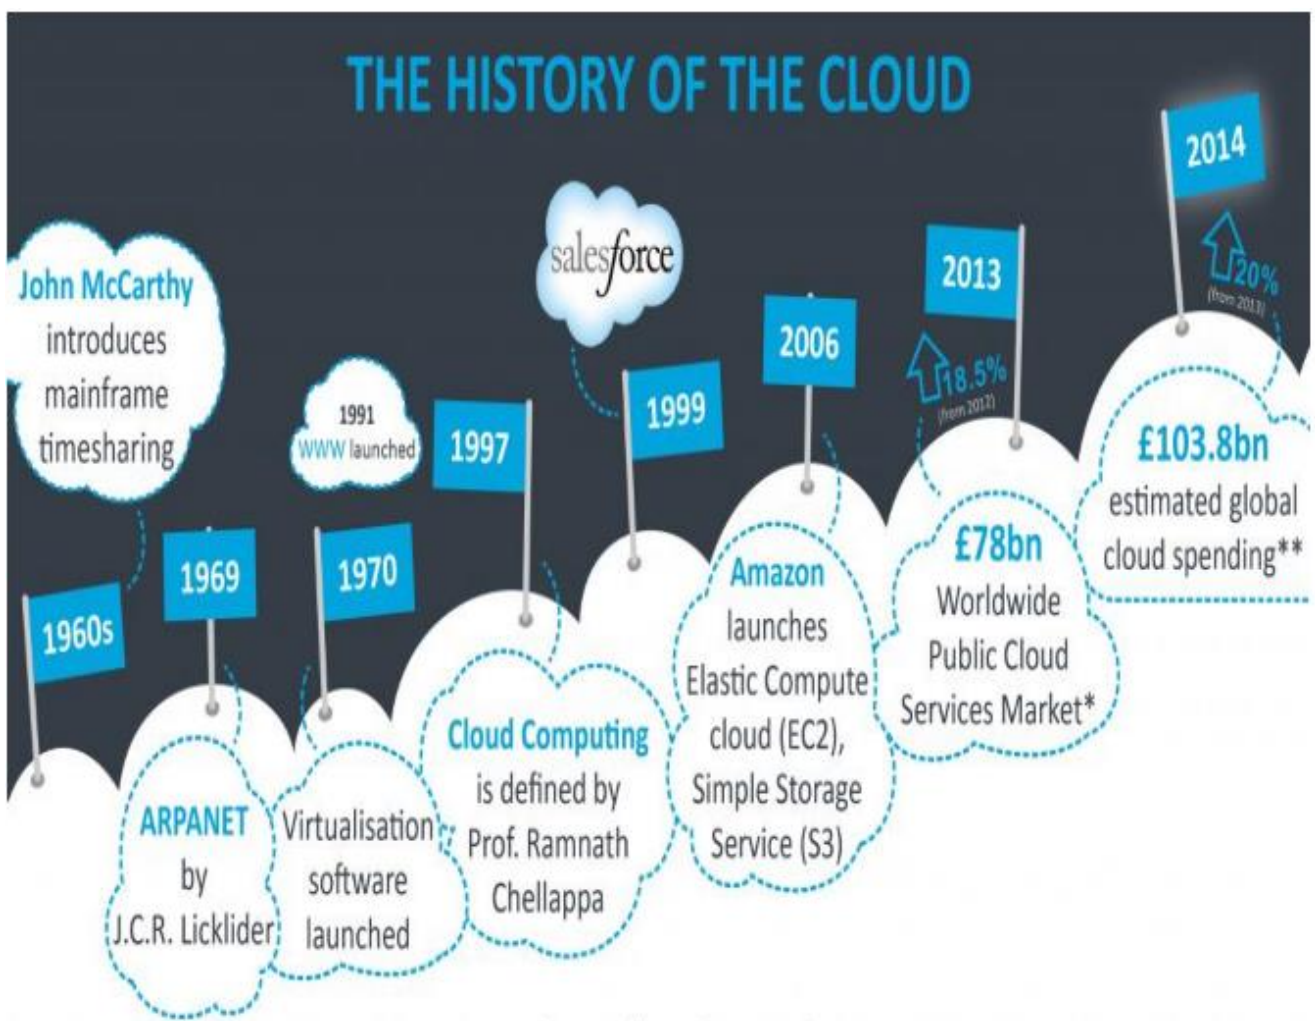 THE HISTORY OF THE CLOUD
John McCarthy
introduces
mainframe
timesharing
1960s
1969
ARPANET
by
J.C.R. Licklider
1970
Virtualisation
software
launched
1991
WWW launched
1997
Cloud Computing
is defined by
Prof. Ramnath
Chellappa
salesforce
1999
2006
Amazon
launches
Elastic Compute
cloud (EC2),
Simple Storage
Service (S3)
2013
18.5%
(from 2012)
£78bn
Worldwide
Public Cloud
Services Market*
2014
20%
(from 2013)
£103.8bn
estimated global
cloud spending**